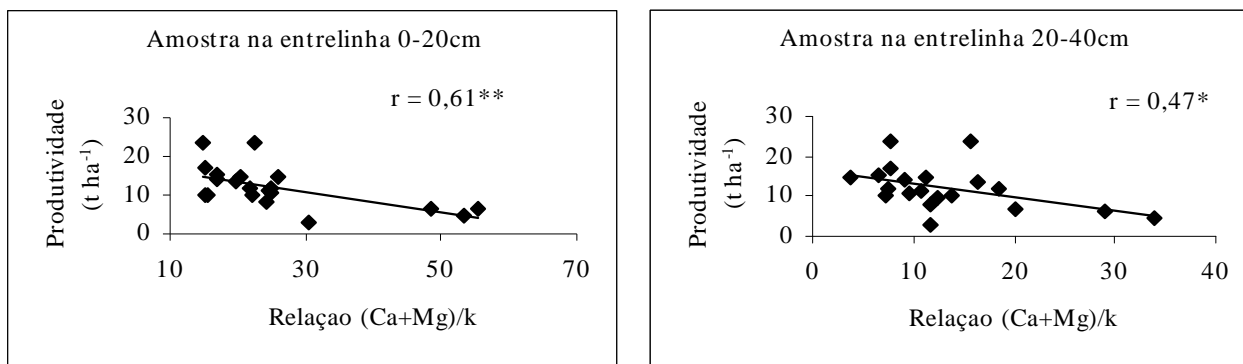 Amostra na entrelinha 0-20cm
r = 0,61**
Produtividade
(t ha-1)
30
20
10
0
10 30 50 70
Relaçao (Ca+Mg)/k
Amostra na entrelinha 20-40cm
r = 0,47*
Produtividade
(t ha-1)
30
20
10
0
0 10 20 30 40
Relaçao (Ca+Mg)/k